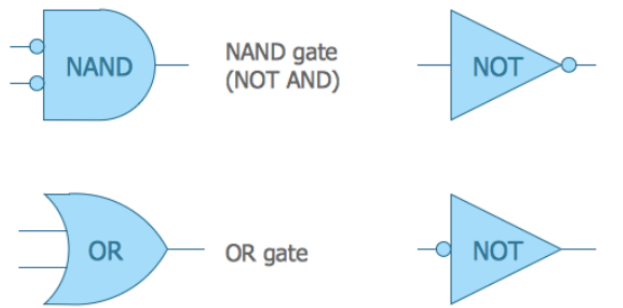 NAND
NAND gate
(NOT AND)
NOT
OR
OR gate
NOT